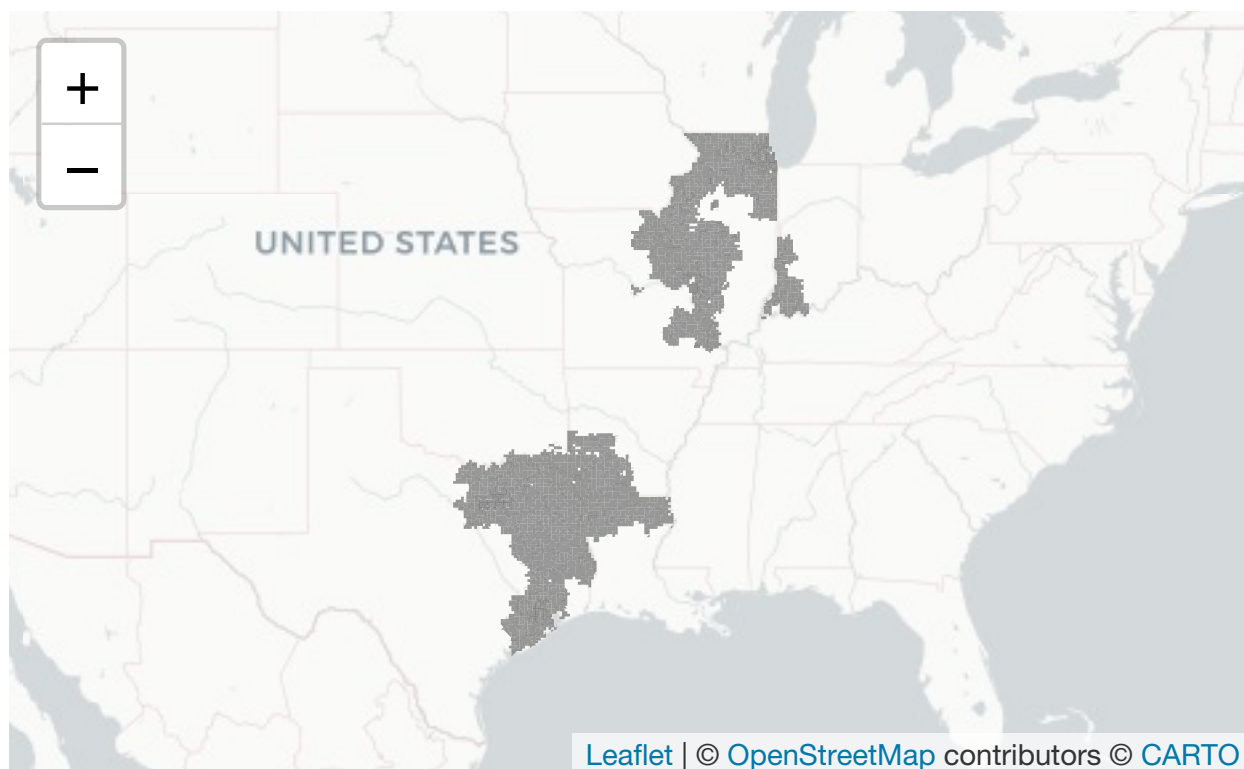 +
−
UNITED STATES
Leaflet | © OpenStreetMap contributors © CARTO